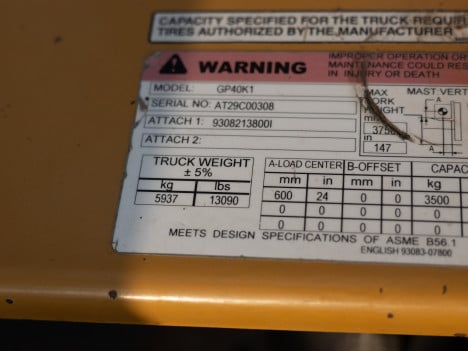 CAPACITY SPECIFIED FOR THE TRUCK REQUIR
TIRES AUTHORIZED BY THE MANUFACTURER
WARNING
IMPROPER OPERATION OR
MAINTENANCE COULD RES
IN INJURY OR DEATH
MODEL: GP40K1
SERIAL NO: AT29C00308
ATTACH 1: 9308213800I
ATTACH 2:
MAX
FORK
HEIGHT
mm
3750
in
147
MAST VERT
A
A
TRUCK WEIGHT
± 5%
kg lbs
5937 13090
A-LOAD CENTER B-OFFSET CAPAC
mm in mm in kg
600 24 0 0 3500
0 0 0 0
0 0 0 0
MEETS DESIGN SPECIFICATIONS OF ASME B56.1
ENGLISH 93083-07800